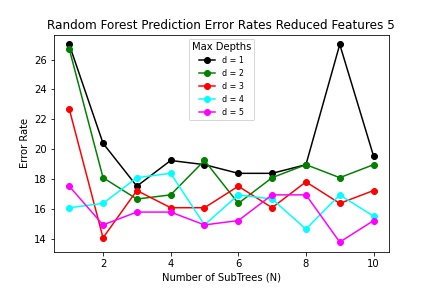 Random Forest Prediction Error Rates Reduced Features 5
Max Depths
d = 1
d = 2
d = 3
d = 4
d = 5
Error Rate
26
24
22
20
18
16
14
2 4 6 8 10
Number of SubTrees (N)